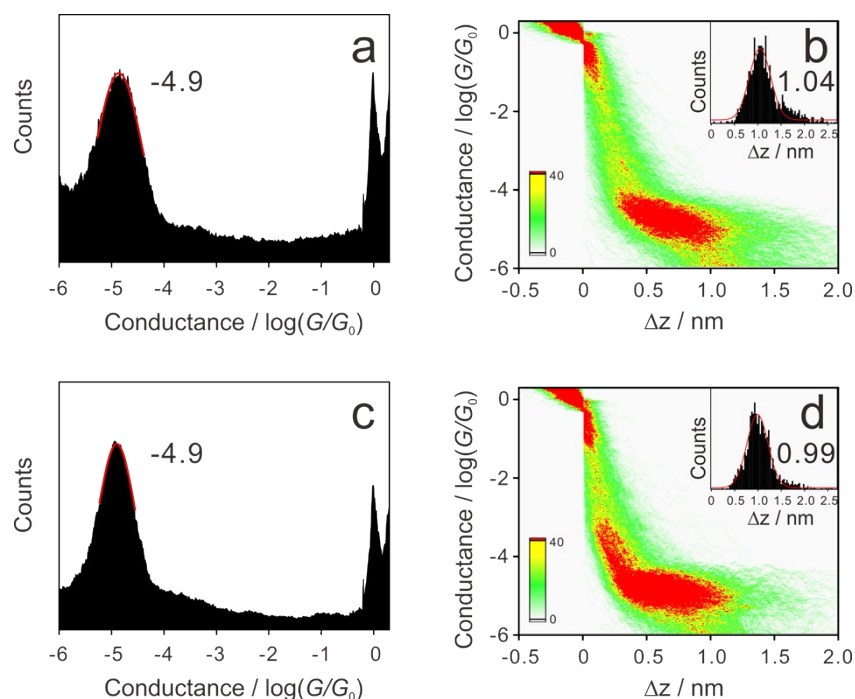 a
-4.9
Counts
-6 -5 -4 -3 -2 -1 0
Conductance / log(G/G₀)
b
Counts
1.04
0 0.5 1.0 1.5 2.0 2.5
Δz / nm
Conductance / log(G/G₀)
0
-2
-4
-6
40
0
-0.5 0 0.5 1.0 1.5 2.0
Δz / nm
c
-4.9
Counts
-6 -5 -4 -3 -2 -1 0
Conductance / log(G/G₀)
d
Counts
0.99
0 0.5 1.0 1.5 2.0 2.5
Δz / nm
Conductance / log(G/G₀)
0
-2
-4
-6
40
0
-0.5 0 0.5 1.0 1.5 2.0
Δz / nm